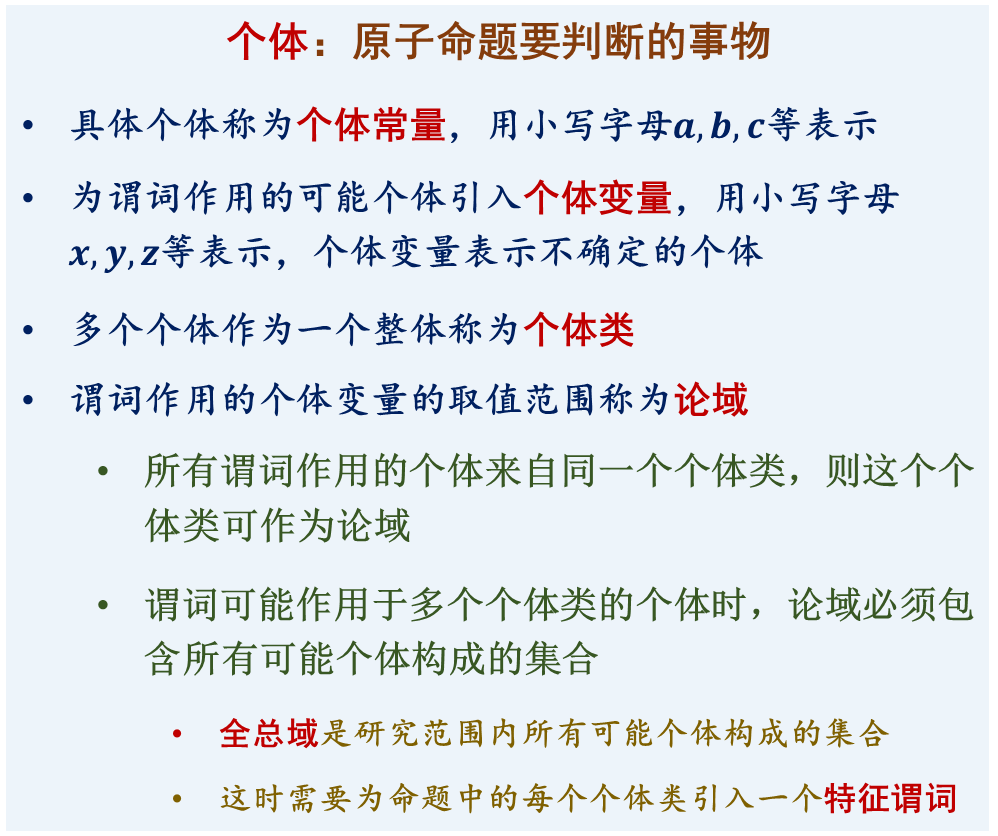 个体：原子命题要判断的事物
• 具体个体称为个体常量，用小写字母a, b, c等表示
• 为谓词作用的可能个体引入个体变量，用小写字母
x, y, z等表示，个体变量表示不确定的个体
• 多个个体作为一个整体称为个体类
• 谓词作用的个体变量的取值范围称为论域
• 所有谓词作用的个体来自同一个个体类，则这个个
体类可作为论域
• 谓词可能作用于多个个体类的个体时，论域必须包
含所有可能个体构成的集合
• 全总域是研究范围内所有可能个体构成的集合
• 这时需要为命题中的每个个体类引入一个特征谓词